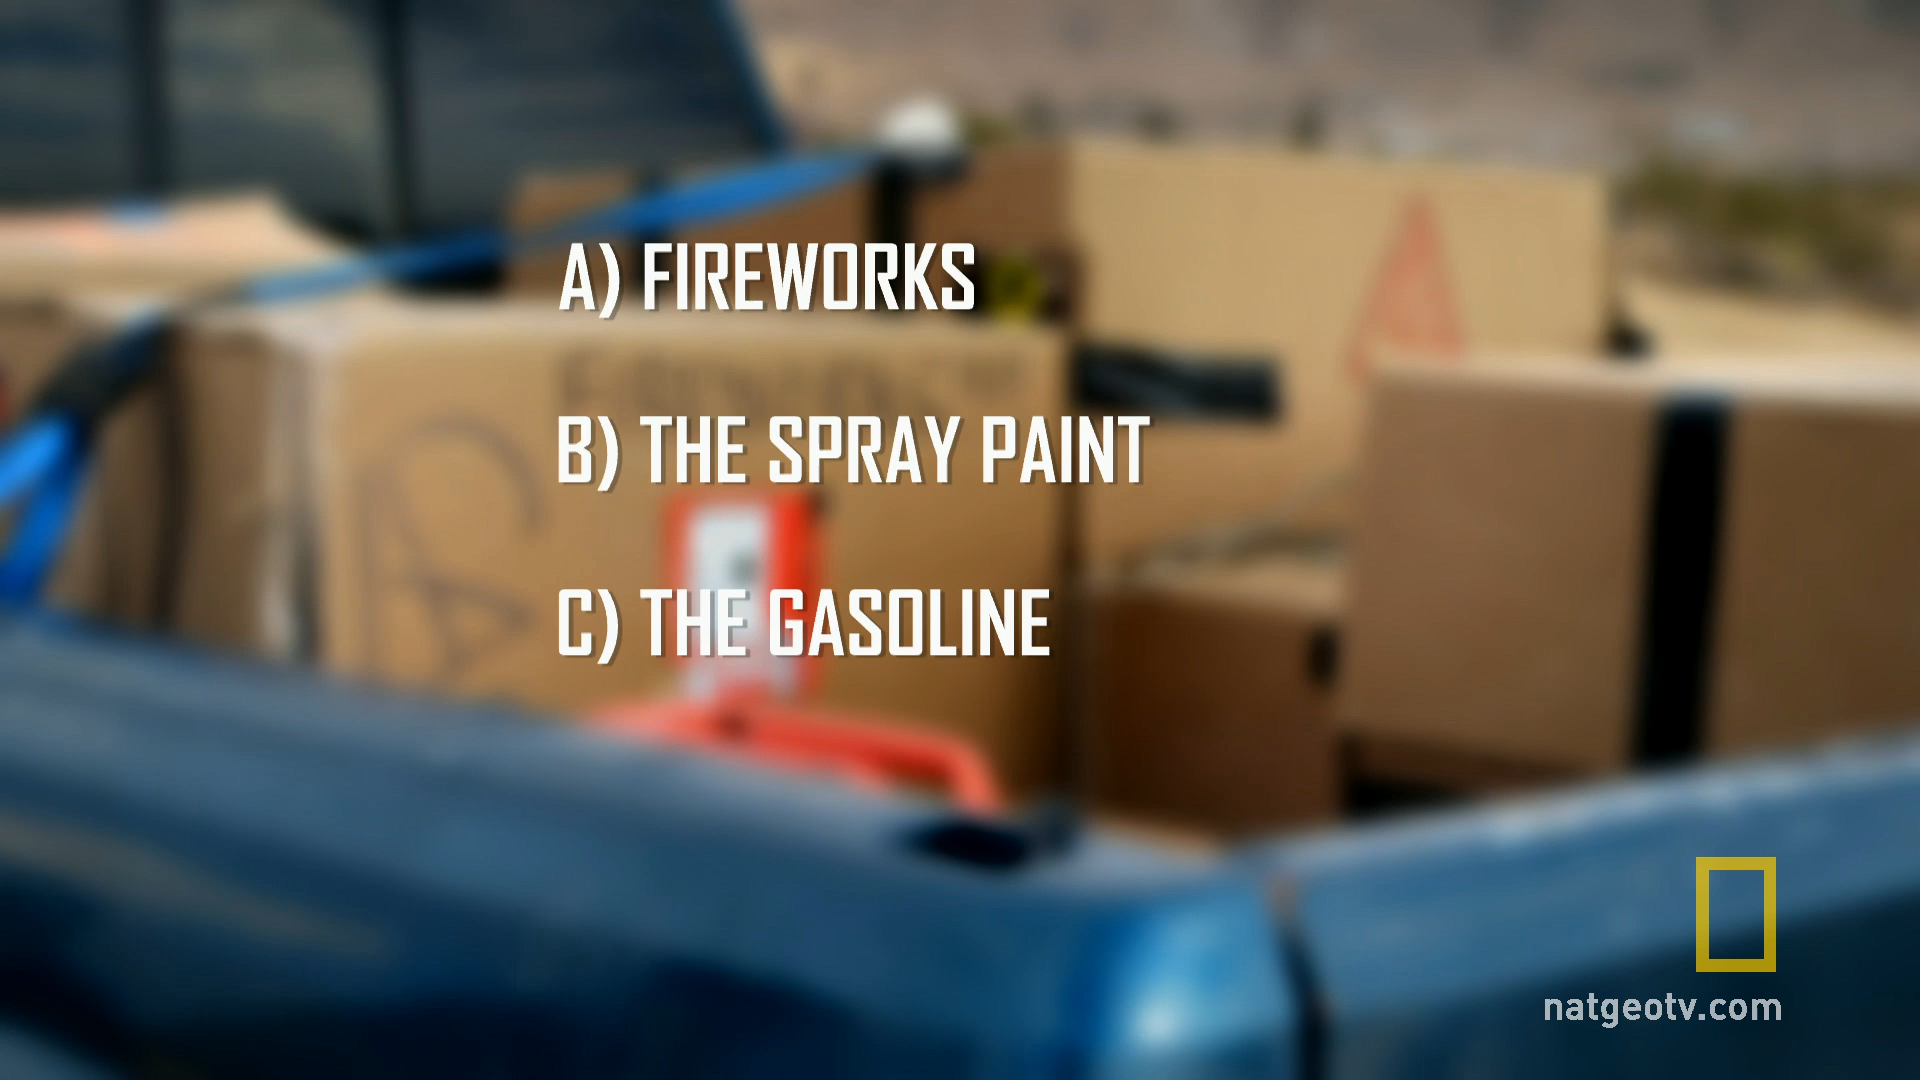 A) FIREWORKS
B) THE SPRAY PAINT
C) THE GASOLINE
natgeotv.com